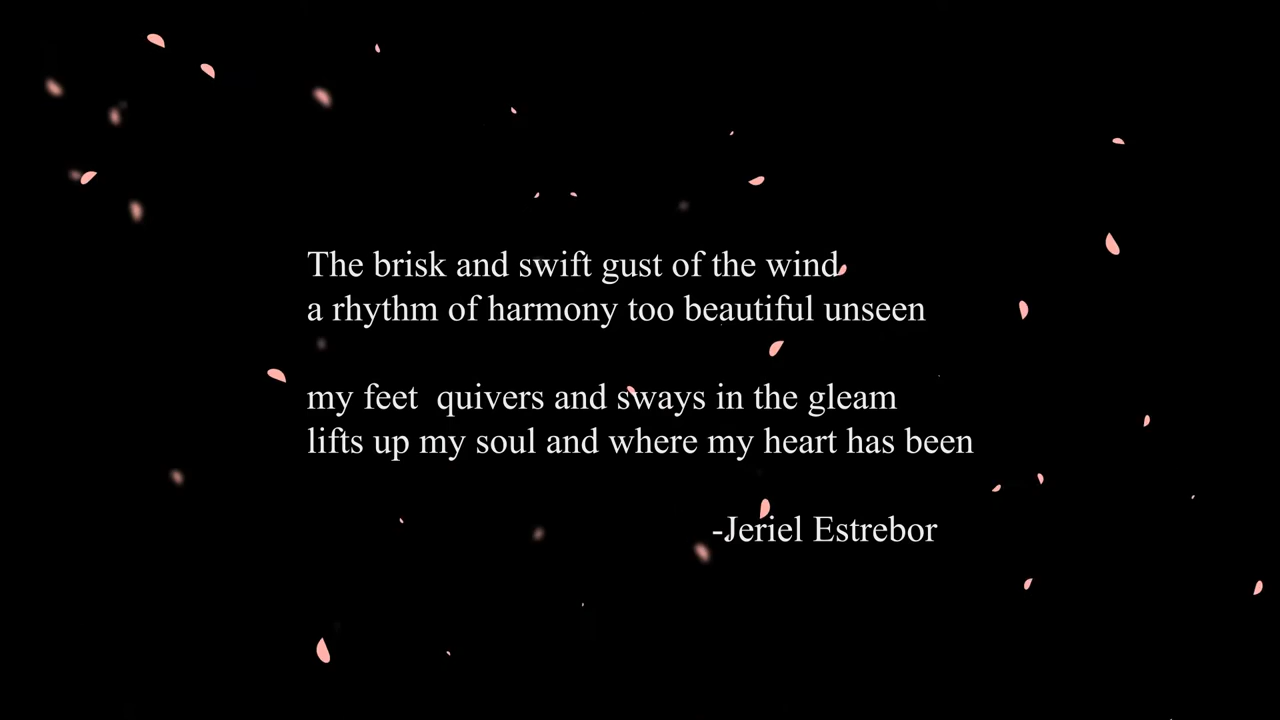 The brisk and swift gust of the wind
a rhythm of harmony too beautiful unseen
my feet  quivers and sways in the gleam
lifts up my soul and where my heart has been
-Jeriel Estrebor